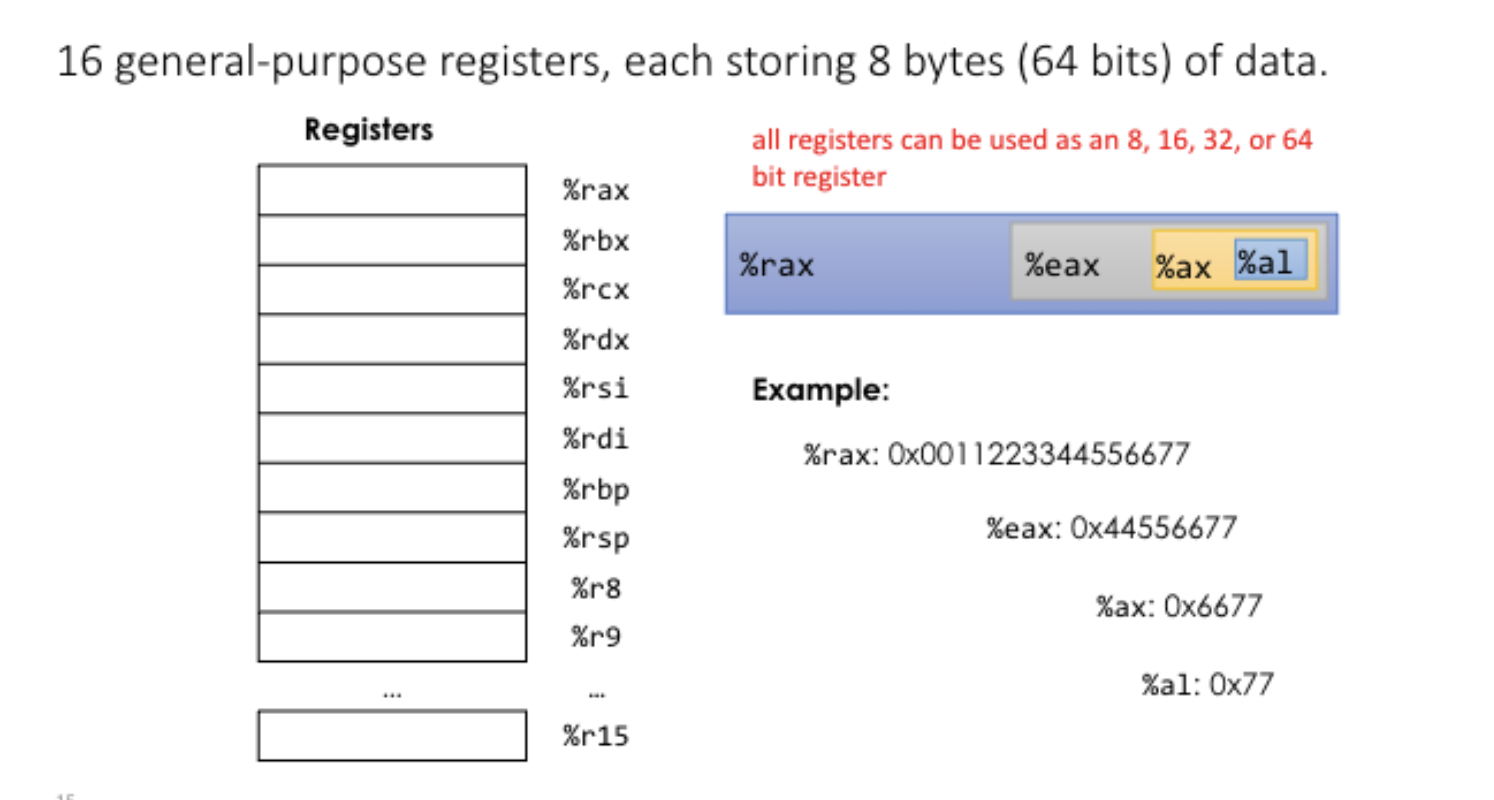 16 general-purpose registers, each storing 8 bytes (64 bits) of data.
Registers
%rax
%rbx
%rcx
%rdx
%rsi
%rdi
%rbp
%rsp
%r8
%r9
... ...
%r15
all registers can be used as an 8, 16, 32, or 64
bit register
%rax %eax %ax %al
Example:
%rax: 0x0011223344556677
%eax: 0x44556677
%ax: 0x6677
%al: 0x77